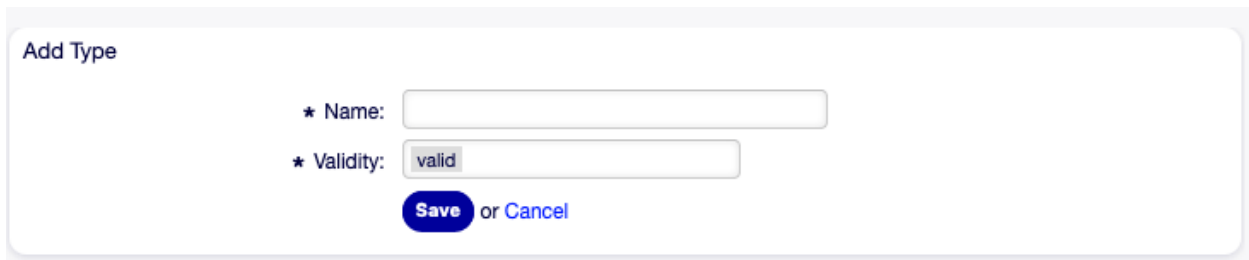 Add Type
★ Name:
★ Validity: valid
Save or Cancel